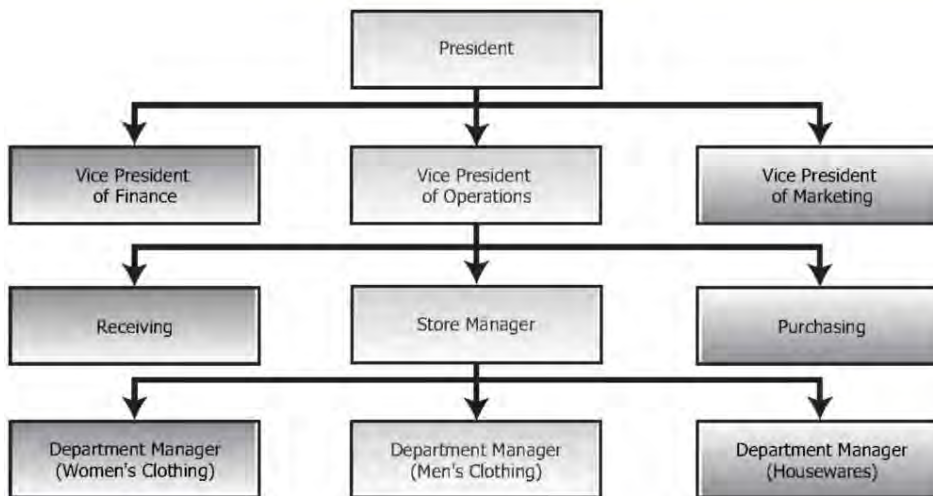 President
Vice President
of Finance
Vice President
of Operations
Vice President
of Marketing
Receiving
Store Manager
Purchasing
Department Manager
(Women's Clothing)
Department Manager
(Men's Clothing)
Department Manager
(Housewares)